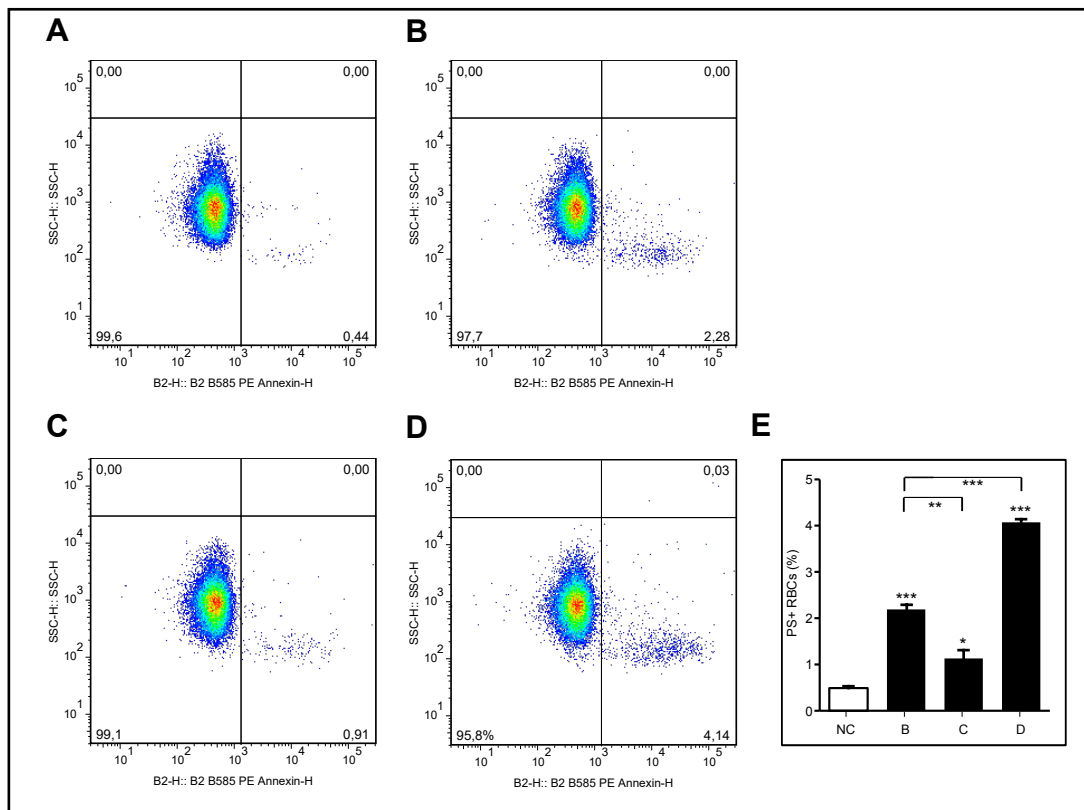 A
0,00 0,00
10^5
10^4
10^3
10^2
10^1
SSC-H:: SSC-H
99,6 0,44
10^1 10^2 10^3 10^4 10^5
B2-H:: B2 B585 PE Annexin-H
B
0,00 0,00
10^5
10^4
10^3
10^2
10^1
SSC-H:: SSC-H
97,7 2,28
10^1 10^2 10^3 10^4 10^5
B2-H:: B2 B585 PE Annexin-H
C
0,00 0,00
10^5
10^4
10^3
10^2
10^1
SSC-H:: SSC-H
99,1 0,91
10^1 10^2 10^3 10^4 10^5
B2-H:: B2 B585 PE Annexin-H
D
0,00 0,03
10^5
10^4
10^3
10^2
10^1
SSC-H:: SSC-H
95,8% 4,14
10^1 10^2 10^3 10^4 10^5
B2-H:: B2 B585 PE Annexin-H
E
5
4
3
2
1
0
PS+ RBCs (%)
***
**
***
***
*
NC B C D